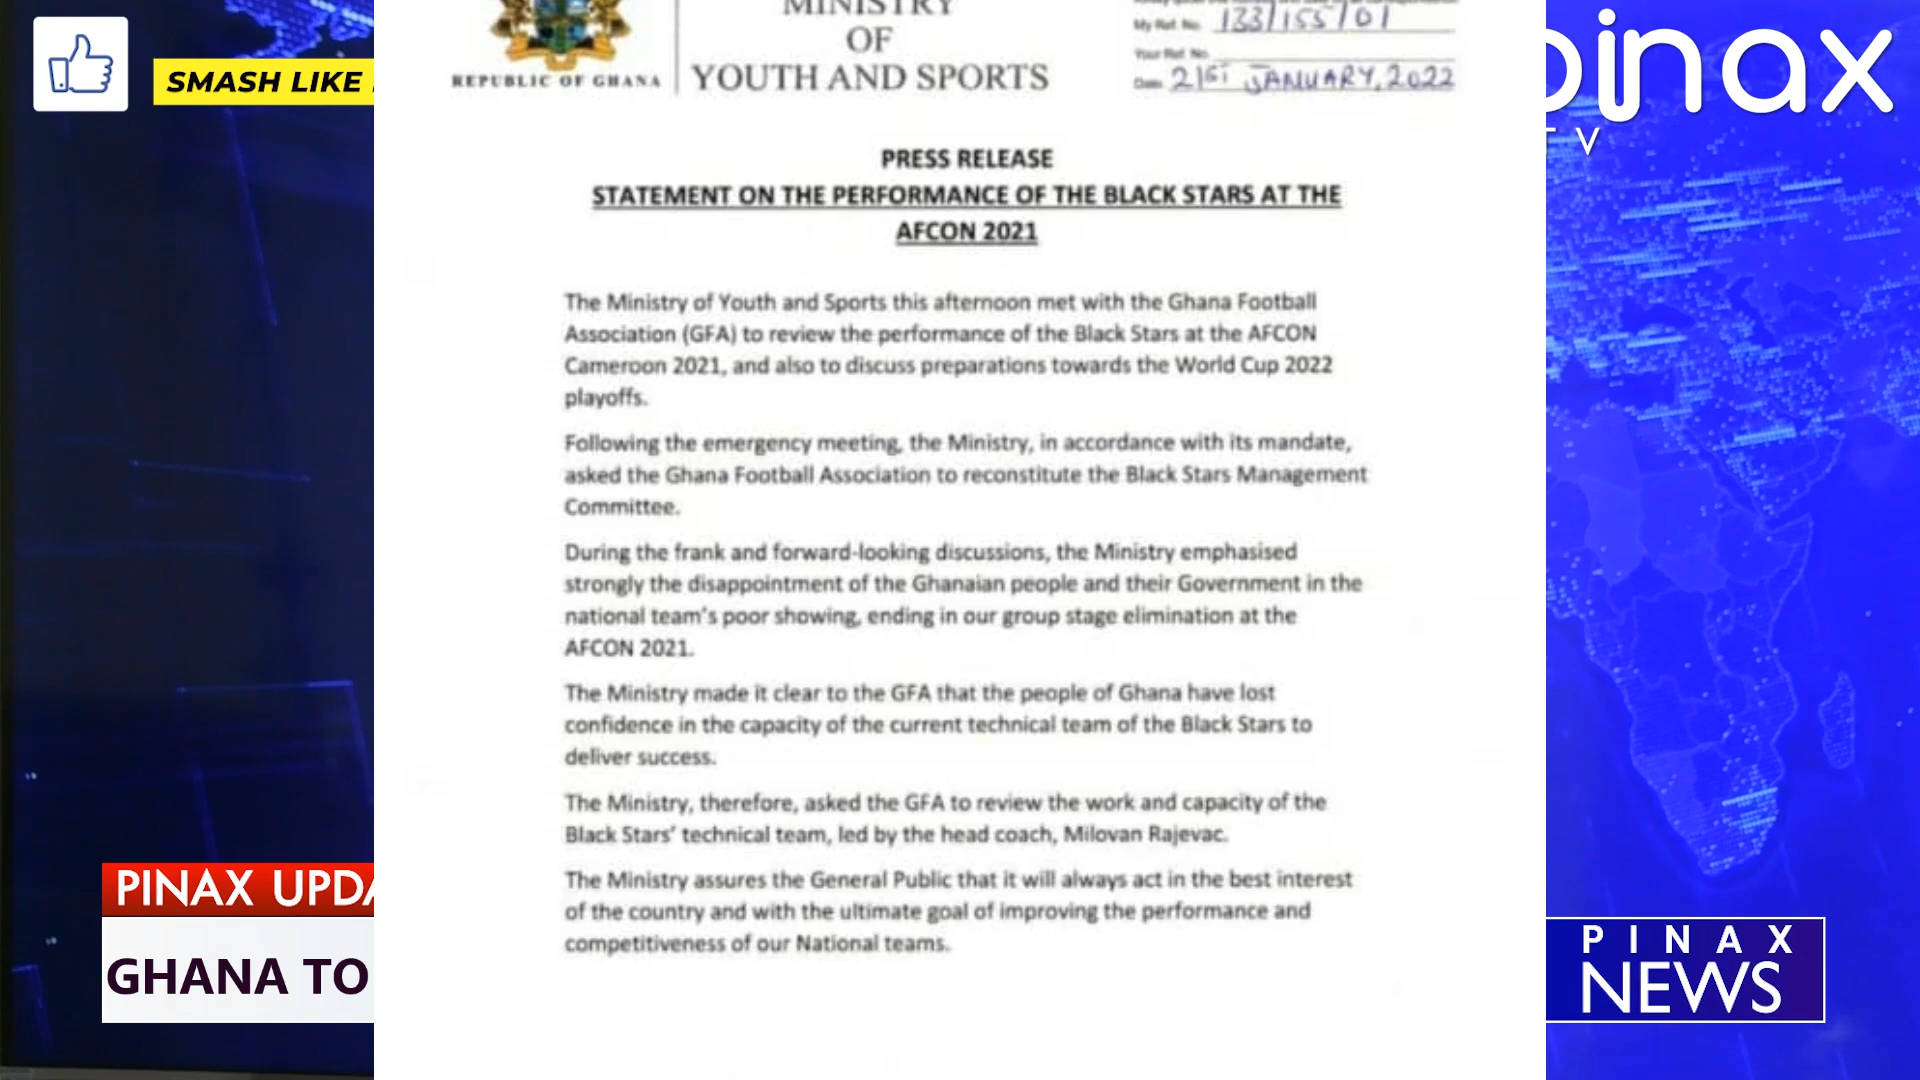 SMASH LIKE
MINISTRY
OF
YOUTH AND SPORTS
REPUBLIC OF GHANA
My Ref. No. 133/155/01
Your Ref. No.
Date 21st JANUARY, 2022
pinax
TV
PRESS RELEASE
STATEMENT ON THE PERFORMANCE OF THE BLACK STARS AT THE
AFCON 2021
The Ministry of Youth and Sports this afternoon met with the Ghana Football
Association (GFA) to review the performance of the Black Stars at the AFCON
Cameroon 2021, and also to discuss preparations towards the World Cup 2022
playoffs.
Following the emergency meeting, the Ministry, in accordance with its mandate,
asked the Ghana Football Association to reconstitute the Black Stars Management
Committee.
During the frank and forward-looking discussions, the Ministry emphasised
strongly the disappointment of the Ghanaian people and their Government in the
national team's poor showing, ending in our group stage elimination at the
AFCON 2021.
The Ministry made it clear to the GFA that the people of Ghana have lost
confidence in the capacity of the current technical team of the Black Stars to
deliver success.
The Ministry, therefore, asked the GFA to review the work and capacity of the
Black Stars' technical team, led by the head coach, Milovan Rajevac.
The Ministry assures the General Public that it will always act in the best interest
of the country and with the ultimate goal of improving the performance and
competitiveness of our National teams.
PINAX UPDA
GHANA TO
PINAX
NEWS